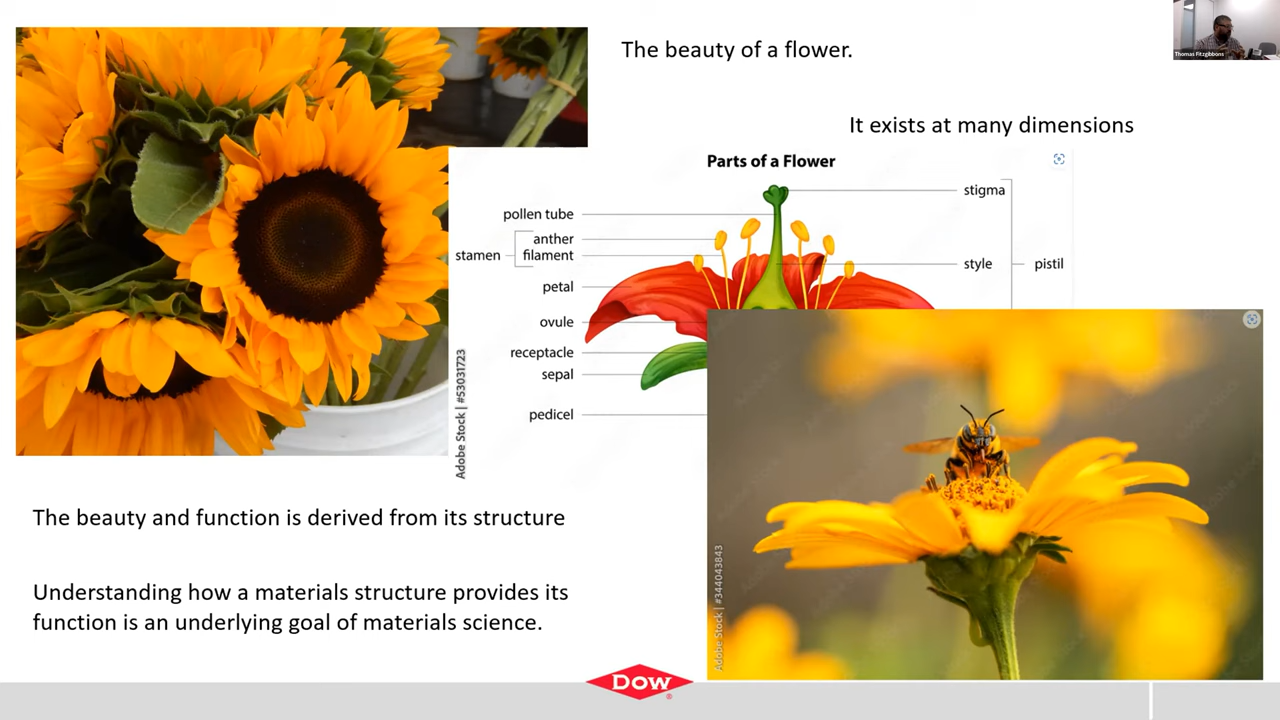 Thomas Fitzgibbons
The beauty of a flower.
It exists at many dimensions
Parts of a Flower
stigma
pollen tube
anther
stamen
filament
style
pistil
petal
ovule
receptacle
sepal
pedicel
Adobe Stock | #53031723
The beauty and function is derived from its structure
Understanding how a materials structure provides its
function is an underlying goal of materials science.
Adobe Stock | #344043843
Dow